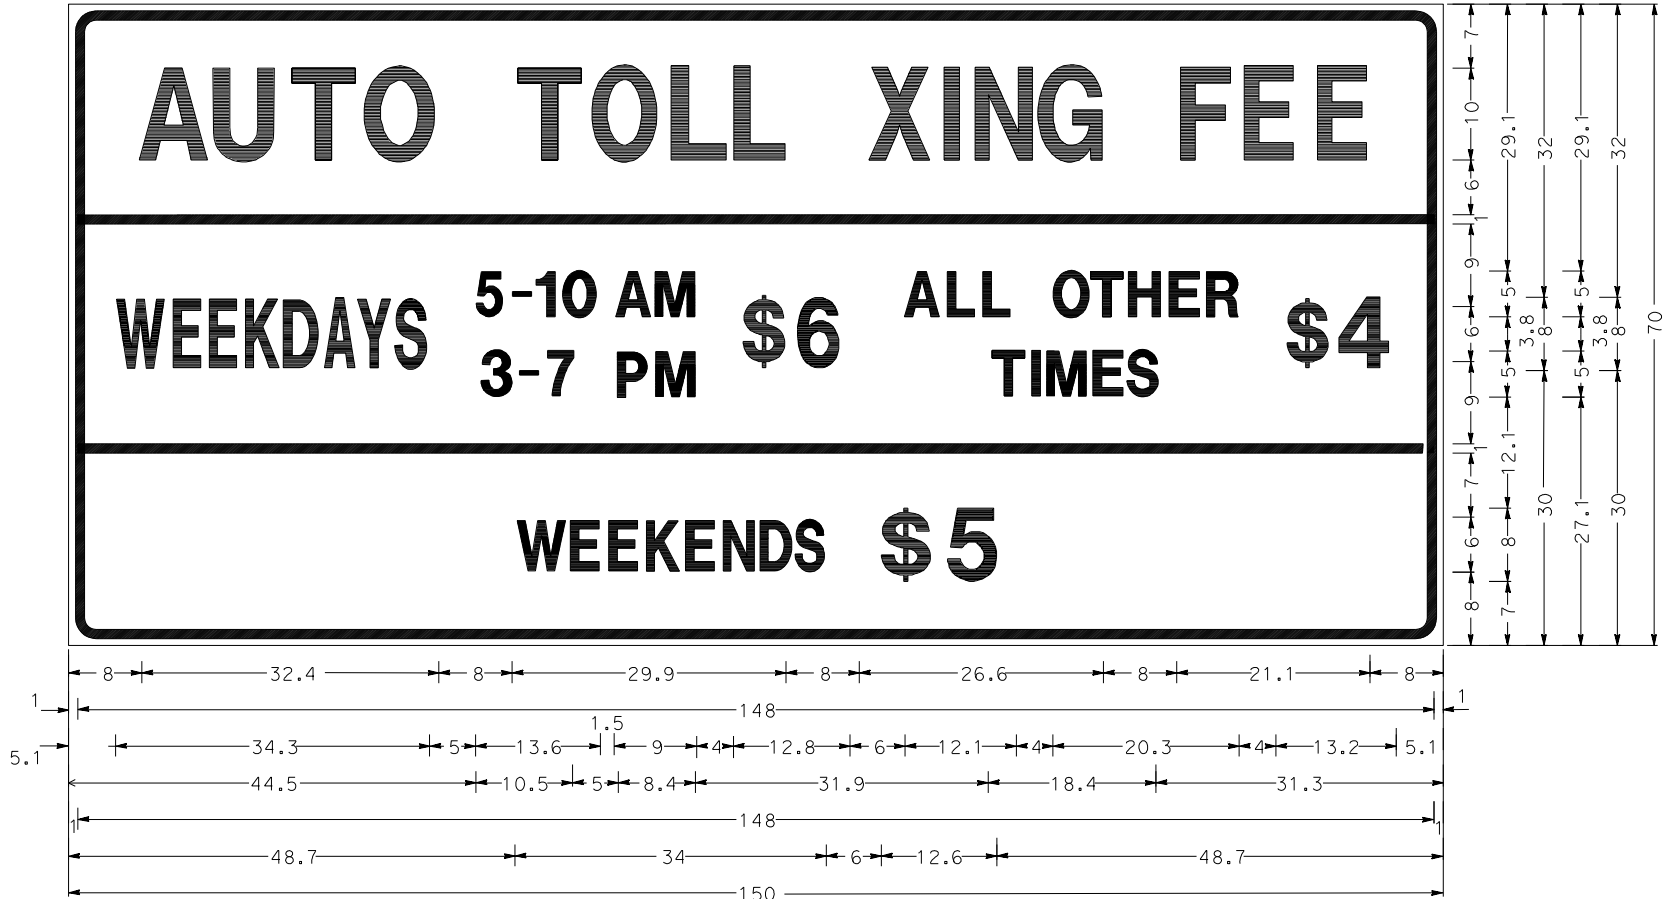 AUTO TOLL XING FEE
WEEKDAYS 5-10 AM $6 ALL OTHER $4
3-7 PM TIMES
WEEKENDS $5
7 10 6 1 9 6 9 1 7 6 8
29.1 5 3.8 5 12.1 8 7
32 8 30
29.1 5 3.8 5 27.1
32 8 30
70
8 32.4 8 29.9 8 26.6 8 21.1 8
1 148 1
5.1 34.3 5 13.6 1.5 9 4 12.8 6 12.1 4 20.3 4 13.2 5.1
44.5 10.5 5 8.4 31.9 18.4 31.3
1 148 1
48.7 34 6 12.6 48.7
150